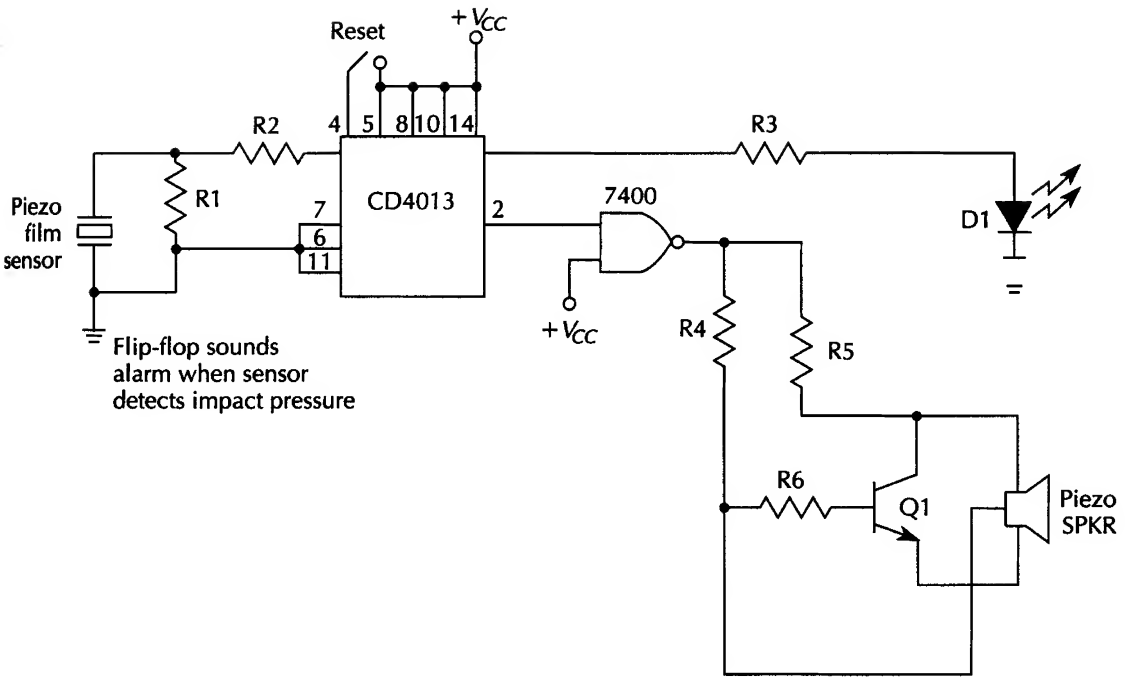 Reset
+VCC
4
5
8
10
14
R2
R3
R1
CD4013
7400
Piezo
film
sensor
7
6
11
2
D1
+VCC
R4
R5
Flip-flop sounds
alarm when sensor
detects impact pressure
R6
Q1
Piezo
SPKR